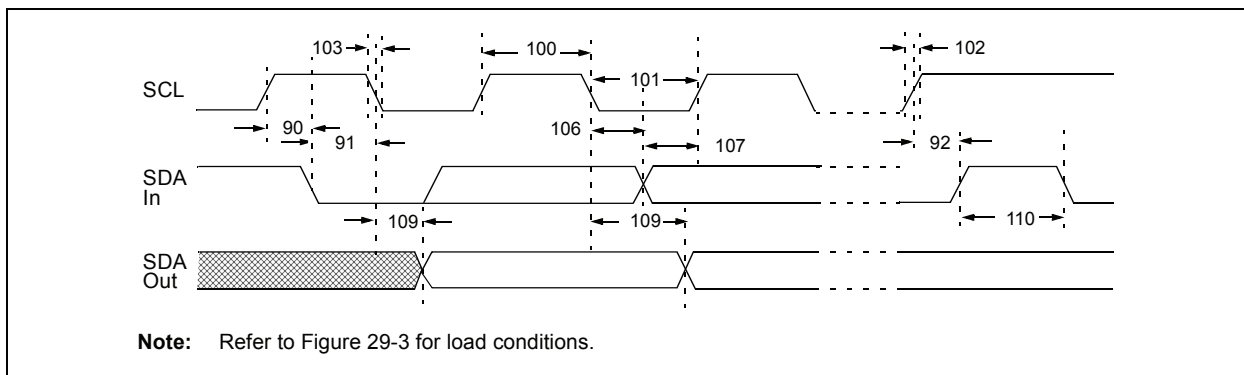 103
100
102
SCL
101
90
106
91
107
92
SDA
In
109
109
110
SDA
Out
Note: Refer to Figure 29-3 for load conditions.